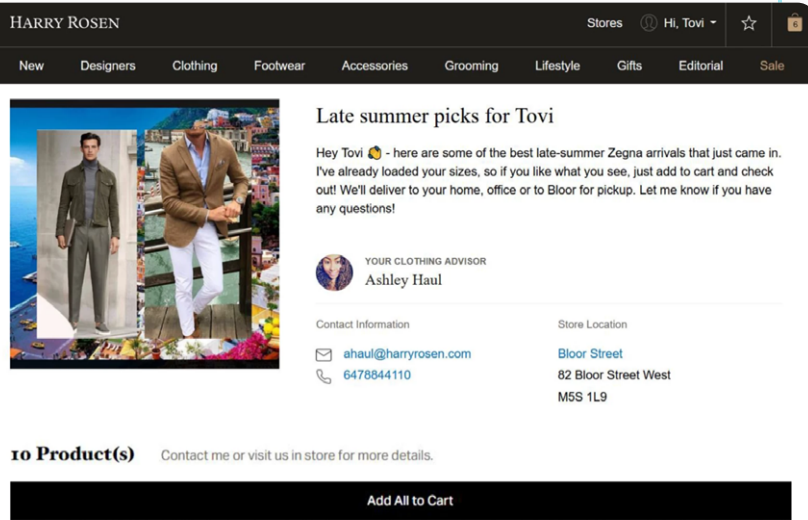 HARRY ROSEN
Stores
Hi, Tovi
6
New Designers Clothing Footwear Accessories Grooming Lifestyle Gifts Editorial Sale
Late summer picks for Tovi
Hey Tovi 👏 - here are some of the best late-summer Zegna arrivals that just came in.
I've already loaded your sizes, so if you like what you see, just add to cart and check
out! We'll deliver to your home, office or to Bloor for pickup. Let me know if you have
any questions!
YOUR CLOTHING ADVISOR
Ashley Haul
Contact Information
ahaul@harryrosen.com
6478844110
Store Location
Bloor Street
82 Bloor Street West
M5S 1L9
10 Product(s)
Contact me or visit us in store for more details.
Add All to Cart